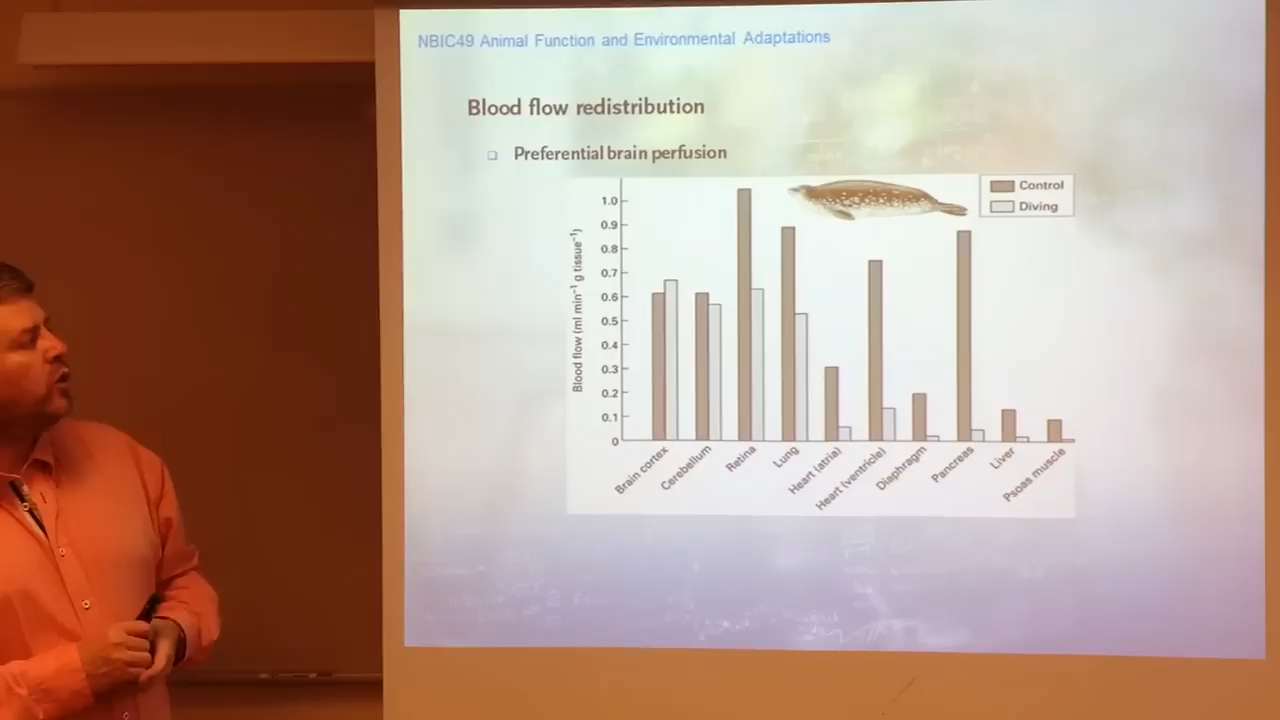 NBIC49 Animal Function and Environmental Adaptations
Blood flow redistribution
Preferential brain perfusion
Control
Diving
Blood flow (ml min⁻¹ g tissue⁻¹)
1.0
0.9
0.8
0.7
0.6
0.5
0.4
0.3
0.2
0.1
0
Brain cortex
Cerebellum
Retina
Lung
Heart (atria)
Heart (ventricle)
Diaphragm
Pancreas
Liver
Psoas muscle